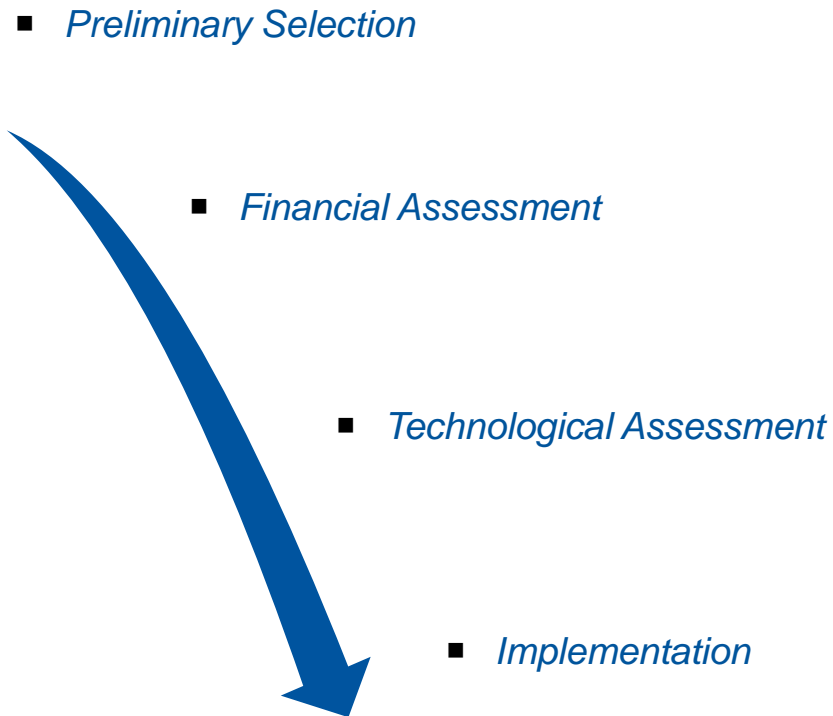 ▪ Preliminary Selection
▪ Financial Assessment
▪ Technological Assessment
▪ Implementation